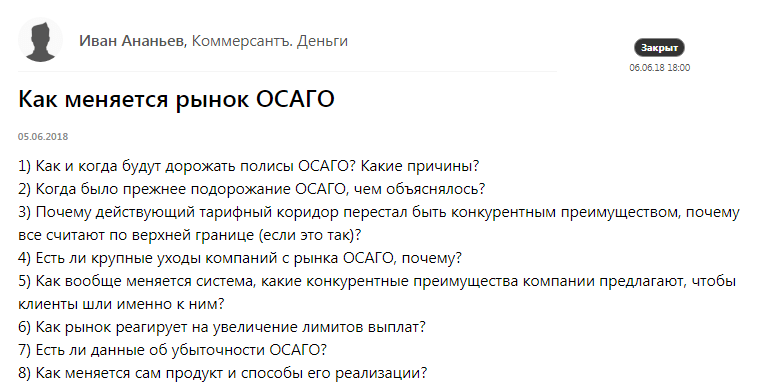 Иван Ананьев, Коммерсантъ. Деньги
Закрыт
06.06.18 18:00
Как меняется рынок ОСАГО
05.06.2018
1) Как и когда будут дорожать полисы ОСАГО? Какие причины?
2) Когда было прежнее подорожание ОСАГО, чем объяснялось?
3) Почему действующий тарифный коридор перестал быть конкурентным преимуществом, почему
все считают по верхней границе (если это так)?
4) Есть ли крупные уходы компаний с рынка ОСАГО, почему?
5) Как вообще меняется система, какие конкурентные преимущества компании предлагают, чтобы
клиенты шли именно к ним?
6) Как рынок реагирует на увеличение лимитов выплат?
7) Есть ли данные об убыточности ОСАГО?
8) Как меняется сам продукт и способы его реализации?